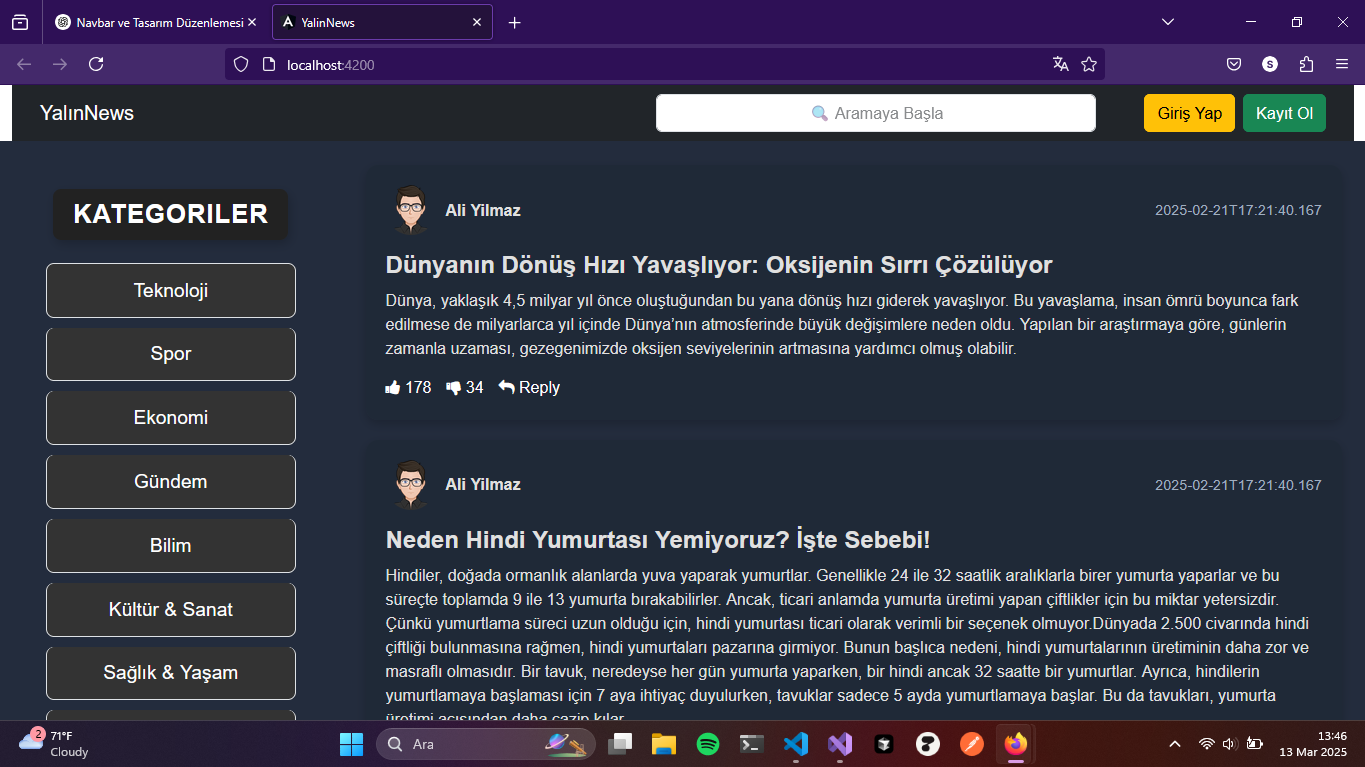 Navbar ve Tasarım Düzenlemesi
YalinNews
localhost:4200
S
YalınNews
🔍 Aramaya Başla
Giriş Yap
Kayıt Ol
KATEGORILER
Teknoloji
Spor
Ekonomi
Gündem
Bilim
Kültür & Sanat
Sağlık & Yaşam
Ali Yilmaz
2025-02-21T17:21:40.167
Dünyanın Dönüş Hızı Yavaşlıyor: Oksijenin Sırrı Çözülüyor
Dünya, yaklaşık 4,5 milyar yıl önce oluştuğundan bu yana dönüş hızı giderek yavaşlıyor. Bu yavaşlama, insan ömrü boyunca fark
edilmese de milyarlarca yıl içinde Dünya’nın atmosferinde büyük değişimlere neden oldu. Yapılan bir araştırmaya göre, günlerin
zamanla uzaması, gezegenimizde oksijen seviyelerinin artmasına yardımcı olmuş olabilir.
178 34 Reply
Ali Yilmaz
2025-02-21T17:21:40.167
Neden Hindi Yumurtası Yemiyoruz? İşte Sebebi!
Hindiler, doğada ormanlık alanlarda yuva yaparak yumurtlar. Genellikle 24 ile 32 saatlik aralıklarla birer yumurta yaparlar ve bu
süreçte toplamda 9 ile 13 yumurta bırakabilirler. Ancak, ticari anlamda yumurta üretimi yapan çiftlikler için bu miktar yetersizdir.
Çünkü yumurtlama süreci uzun olduğu için, hindi yumurtası ticari olarak verimli bir seçenek olmuyor.Dünyada 2.500 civarında hindi
çiftliği bulunmasına rağmen, hindi yumurtaları pazarına girmiyor. Bunun başlıca nedeni, hindi yumurtalarının üretiminin daha zor ve
masraflı olmasıdır. Bir tavuk, neredeyse her gün yumurta yaparken, bir hindi ancak 32 saatte bir yumurtlar. Ayrıca, hindilerin
yumurtlamaya başlaması için 7 aya ihtiyaç duyulurken, tavuklar sadece 5 ayda yumurtlamaya başlar. Bu da tavukları, yumurta
üretimi açısından daha cazip kılar.
2
71°F
Cloudy
Ara
13:46
13 Mar 2025